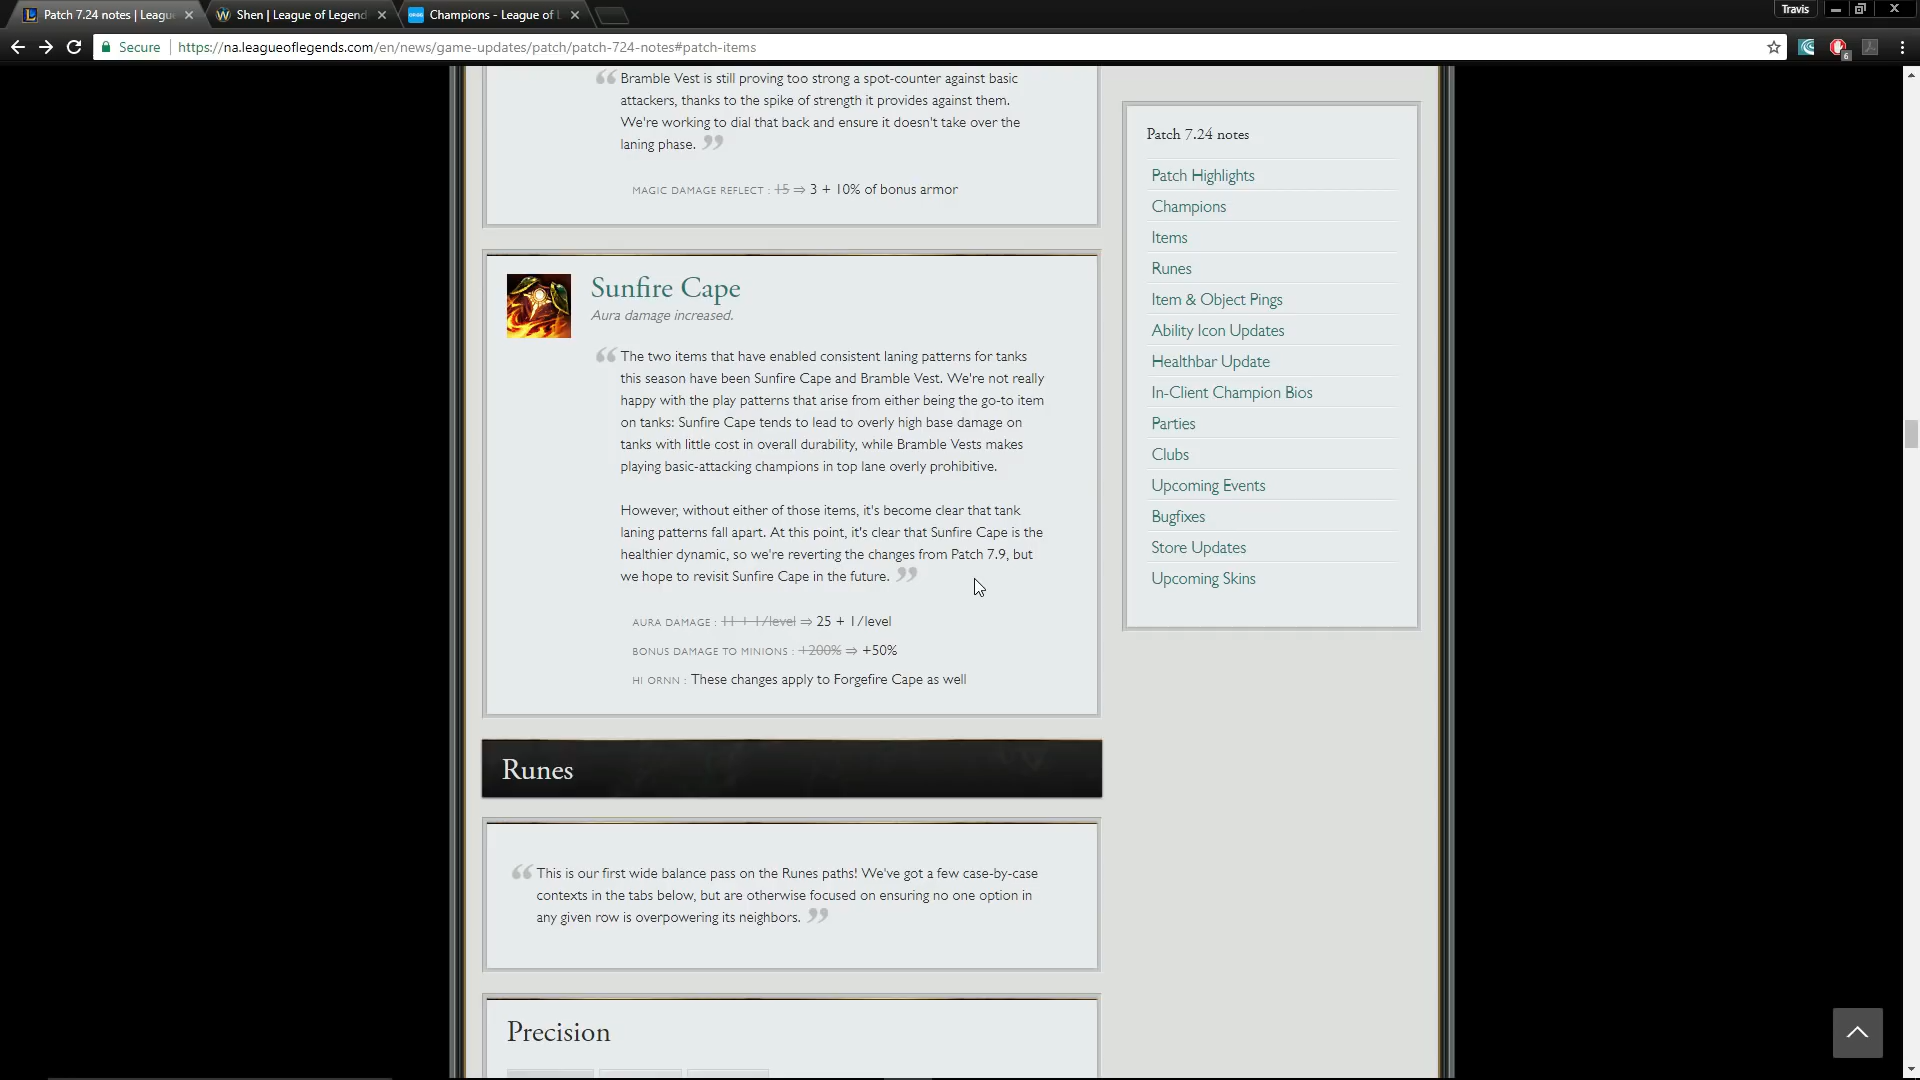 Patch 7.24 notes | Leagu
Shen | League of Legend
Champions - League of L
Travis
Secure
https://na.leagueoflegends.com/en/news/game-updates/patch/patch-724-notes#patch-items
6
“ Bramble Vest is still proving too strong a spot-counter against basic
attackers, thanks to the spike of strength it provides against them.
We're working to dial that back and ensure it doesn't take over the
laning phase. ”
MAGIC DAMAGE REFLECT : 15 ⇒ 3 + 10% of bonus armor
Sunfire Cape
Aura damage increased.
“ The two items that have enabled consistent laning patterns for tanks
this season have been Sunfire Cape and Bramble Vest. We're not really
happy with the play patterns that arise from either being the go-to item
on tanks: Sunfire Cape tends to lead to overly high base damage on
tanks with little cost in overall durability, while Bramble Vests makes
playing basic-attacking champions in top lane overly prohibitive.
However, without either of those items, it's become clear that tank
laning patterns fall apart. At this point, it's clear that Sunfire Cape is the
healthier dynamic, so we're reverting the changes from Patch 7.9, but
we hope to revisit Sunfire Cape in the future. ”
AURA DAMAGE : 11 + 1/level ⇒ 25 + 1/level
BONUS DAMAGE TO MINIONS : +200% ⇒ +50%
HI ORNN : These changes apply to Forgefire Cape as well
Runes
“ This is our first wide balance pass on the Runes paths! We've got a few case-by-case
contexts in the tabs below, but are otherwise focused on ensuring no one option in
any given row is overpowering its neighbors. ”
Precision
Patch 7.24 notes
Patch Highlights
Champions
Items
Runes
Item & Object Pings
Ability Icon Updates
Healthbar Update
In-Client Champion Bios
Parties
Clubs
Upcoming Events
Bugfixes
Store Updates
Upcoming Skins